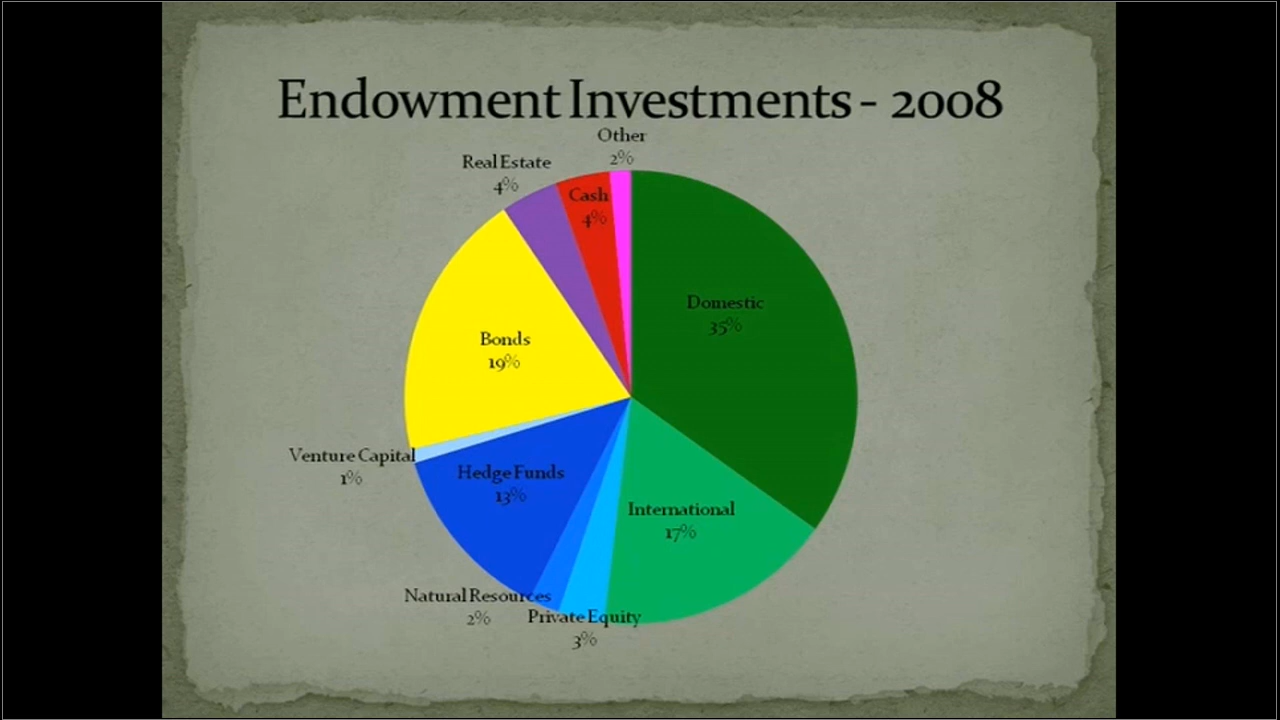 Endowment Investments - 2008
Other
2%
Real Estate
4%
Cash
4%
Domestic
35%
Bonds
19%
Venture Capital
1%
Hedge Funds
13%
International
17%
Natural Resources
2%
Private Equity
3%